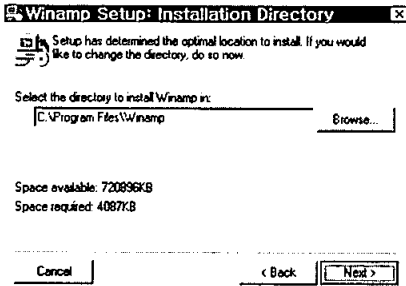 Winamp Setup: Installation Directory
Setup has determined the optimal location to install. If you would
like to change the directory, do so now.
Select the directory to install Winamp in:
C:\Program Files\Winamp
Browse...
Space available: 720896KB
Space required: 4087KB
Cancel
< Back
Next >